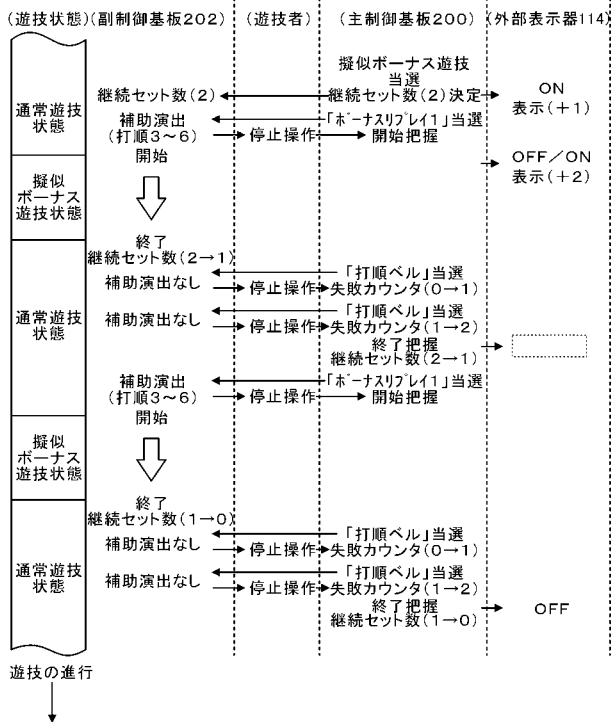 (遊技状態)(副制御基板202) (遊技者) (主制御基板200) (外部表示器114)
擬似ボーナス遊技
当選
継続セット数(2) 継続セット数(2)決定 ON
表示(+1)
通常遊技
状態
補助演出 「ボーナスリプレイ1」当選
(打順3~6) 停止操作 開始把握
開始
OFF/ON
表示(+2)
擬似
ボーナス
遊技状態
終了
継続セット数(2→1)
「打順ベル」当選
補助演出なし 停止操作 失敗カウンタ(0→1)
「打順ベル」当選
補助演出なし 停止操作 失敗カウンタ(1→2)
通常遊技
状態
終了把握
継続セット数(2→1)
補助演出 「ボーナスリプレイ1」当選
(打順3~6) 停止操作 開始把握
開始
擬似
ボーナス
遊技状態
終了
継続セット数(1→0)
「打順ベル」当選
補助演出なし 停止操作 失敗カウンタ(0→1)
通常遊技
状態
「打順ベル」当選
補助演出なし 停止操作 失敗カウンタ(1→2)
終了把握 OFF
継続セット数(1→0)
遊技の進行